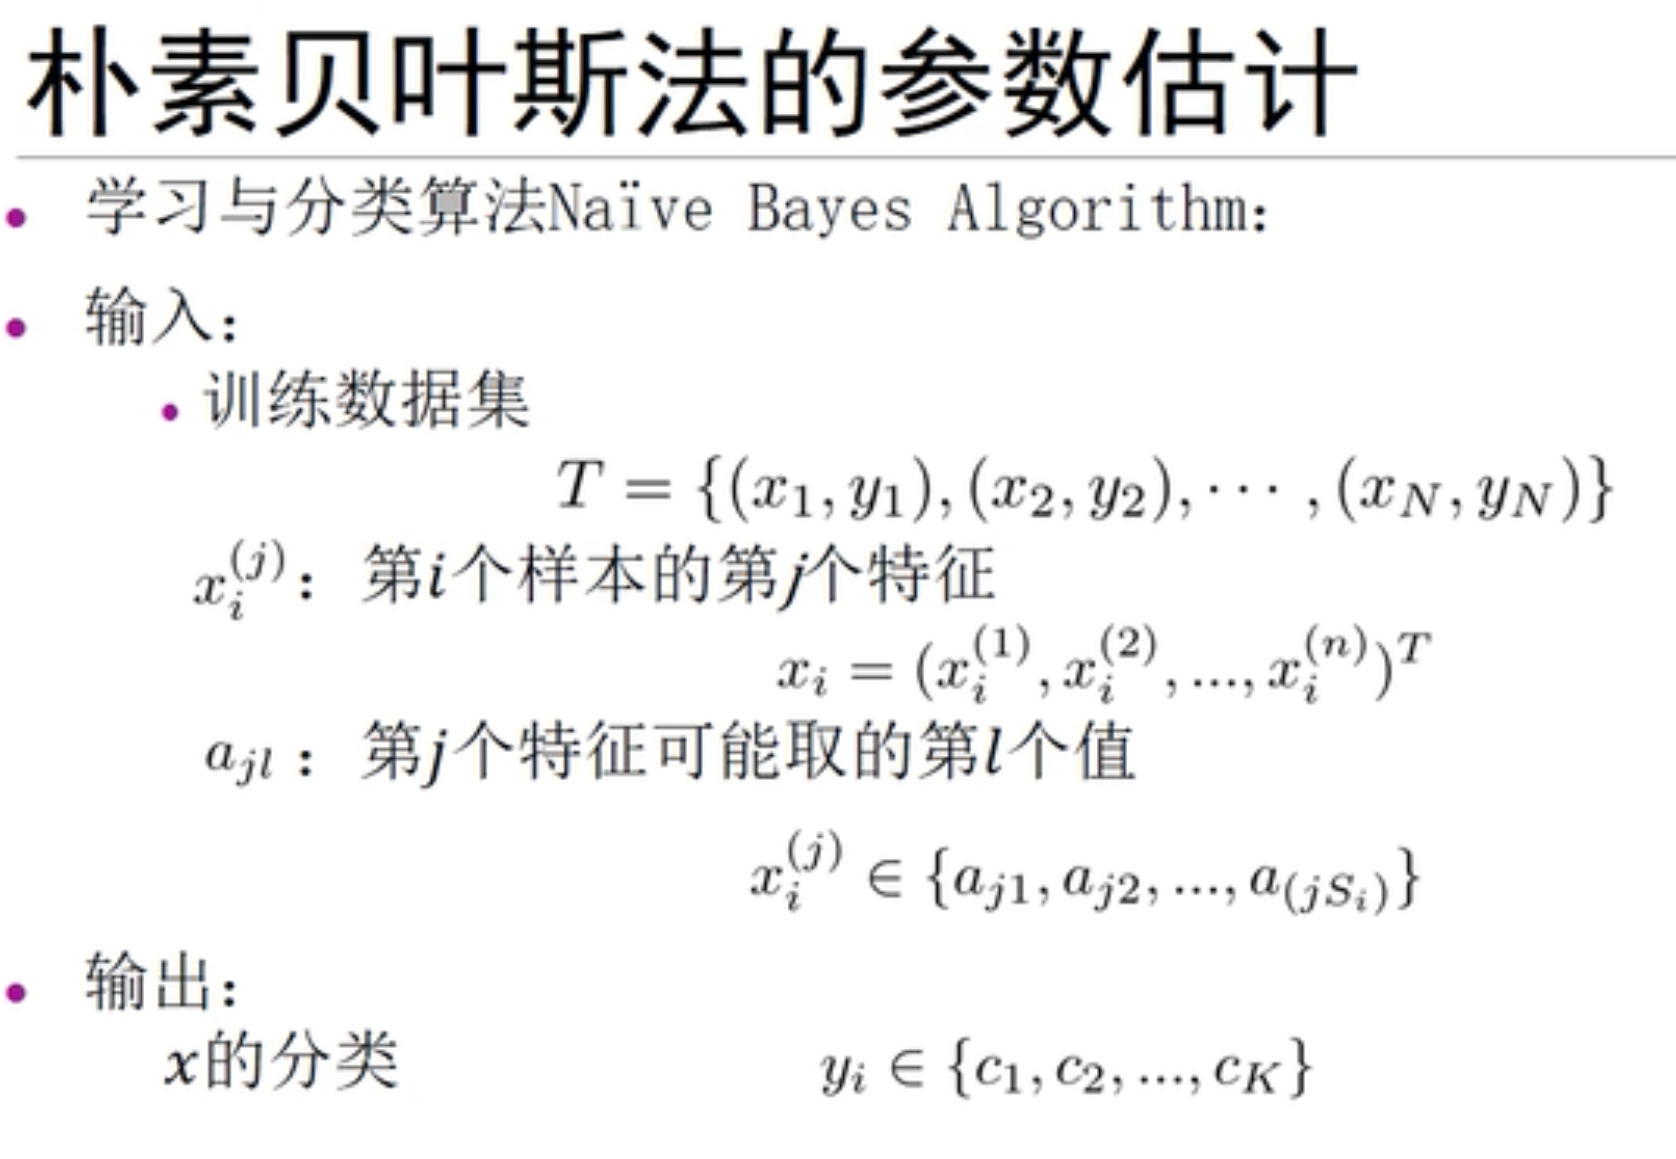 朴素贝叶斯法的参数估计
• 学习与分类算法Naïve Bayes Algorithm：
• 输入：
• 训练数据集
$T = \{(x_1, y_1), (x_2, y_2), \cdots, (x_N, y_N)\}$
$x_i^{(j)}$： 第i个样本的第j个特征
$x_i = (x_i^{(1)}, x_i^{(2)}, ..., x_i^{(n)})^T$
$a_{jl}$： 第j个特征可能取的第l个值
$x_i^{(j)} \in \{a_{j1}, a_{j2}, ..., a_{(jS_i)}\}$
• 输出：
x的分类 $y_i \in \{c_1, c_2, ..., c_K\}$